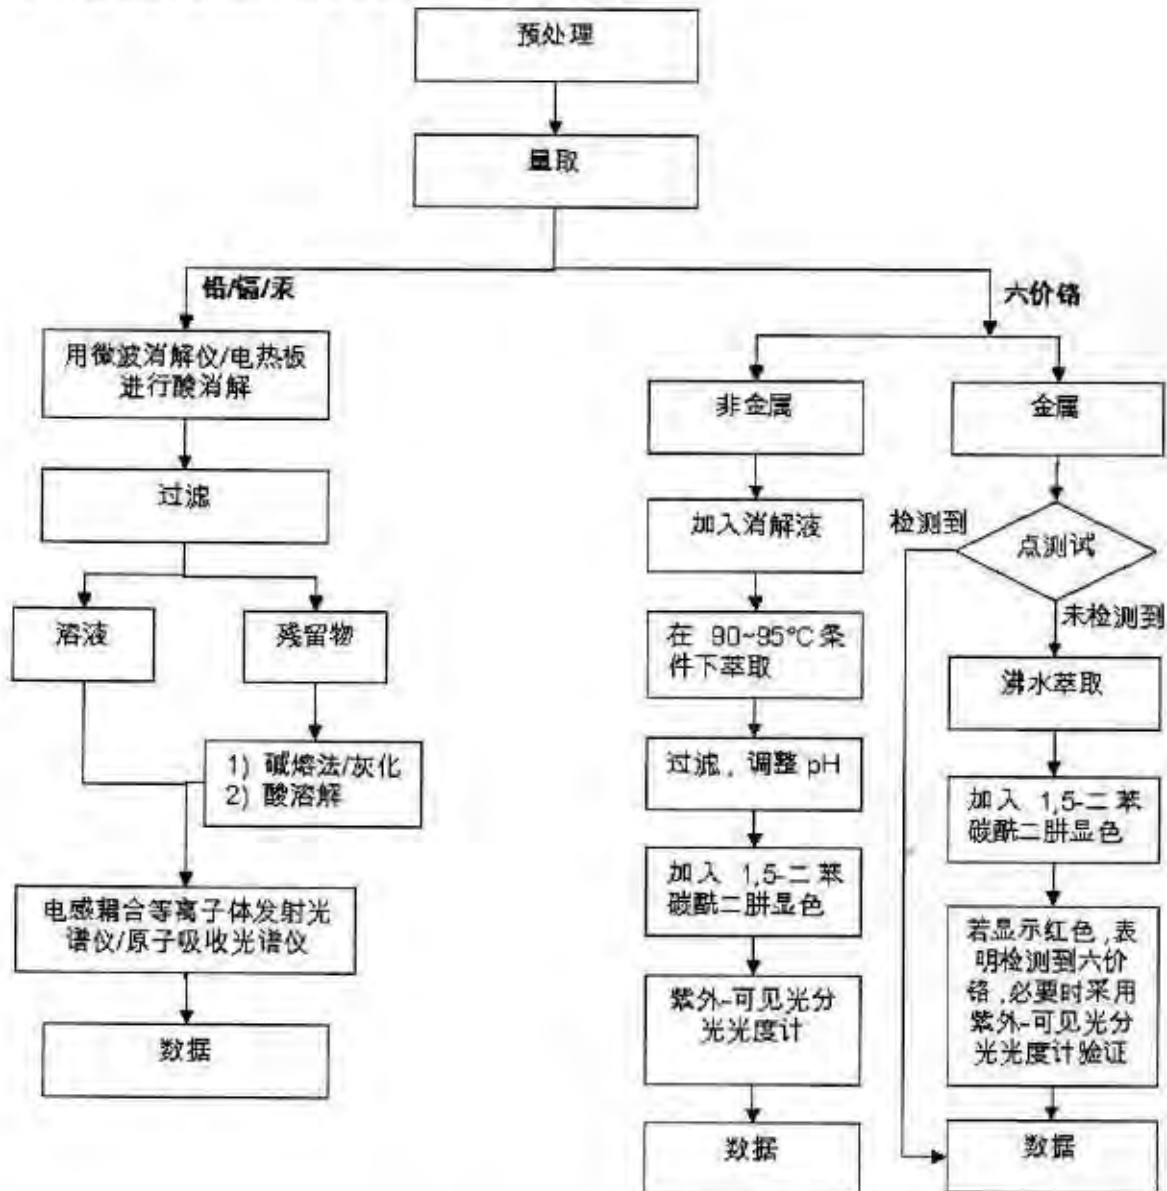 预处理
量取
铅/镉/汞
六价铬
用微波消解仪/电热板
进行酸消解
过滤
溶液
残留物
1) 碱熔法/灰化
2) 酸溶解
电感耦合等离子体发射光
谱仪/原子吸收光谱仪
数据
非金属
加入消解液
在 90~95°C条
件下萃取
过滤，调整 pH
加入 1,5-二苯
碳酰二肼显色
紫外-可见光分
光光度计
数据
金属
点测试
检测到
未检测到
沸水萃取
加入 1,5-二苯
碳酰二肼显色
若显示红色,表
明检测到六价
铬,必要时采用
紫外-可见光分
光光度计验证
数据